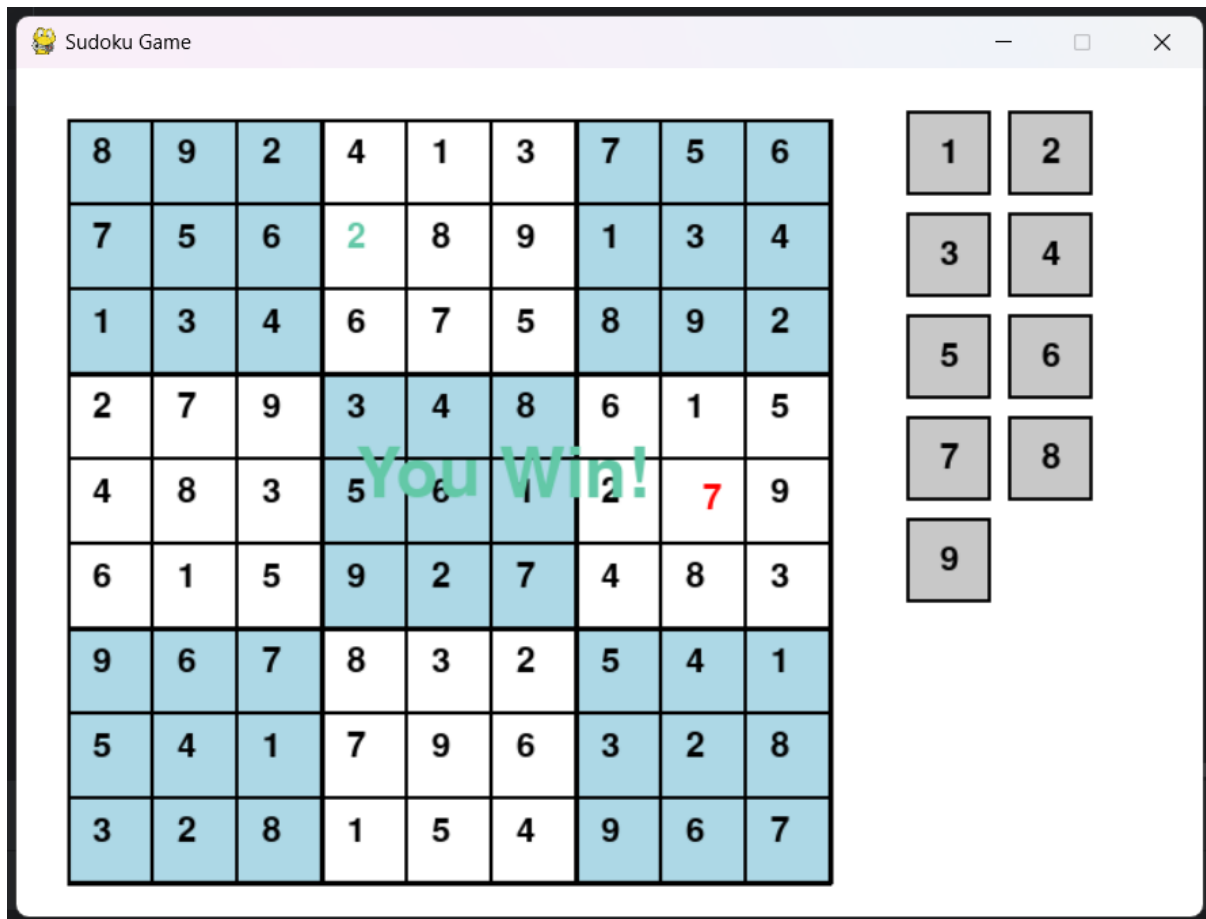 Sudoku Game
8 9 2 4 1 3 7 5 6 1 2
7 5 6 2 8 9 1 3 4 3 4
1 3 4 6 7 5 8 9 2 5 6
2 7 9 3 4 8 6 1 5
You Win!
4 8 3 5 6 1 2 7 9 7 8
6 1 5 9 2 7 4 8 3 9
9 6 7 8 3 2 5 4 1
5 4 1 7 9 6 3 2 8
3 2 8 1 5 4 9 6 7